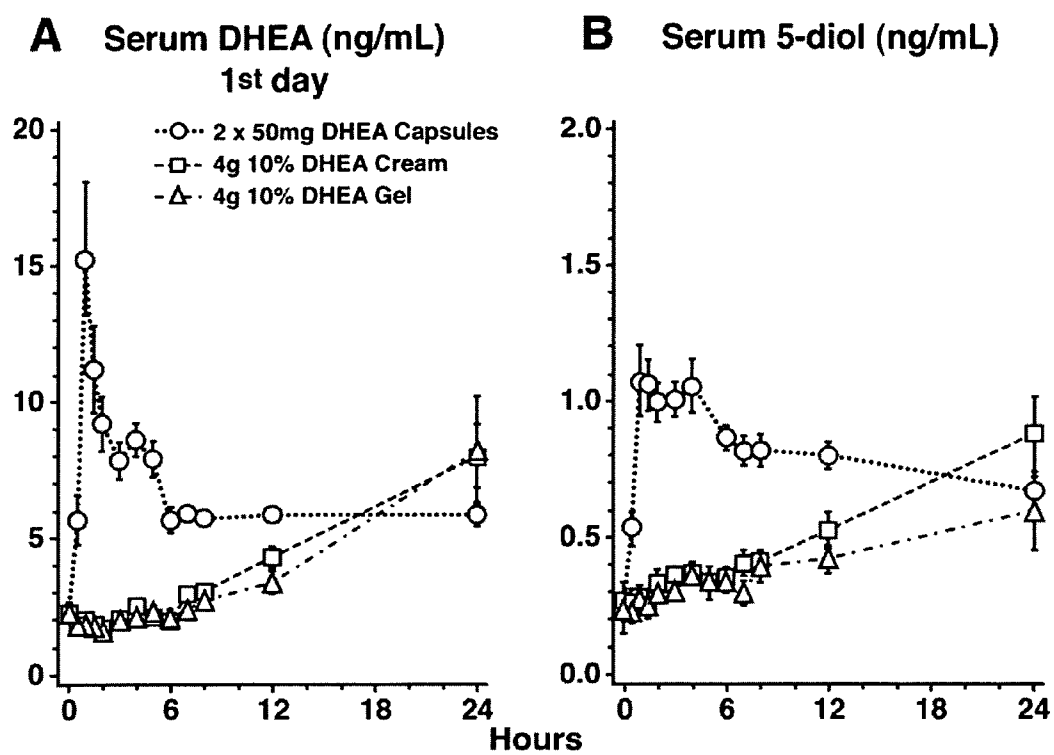 A Serum DHEA (ng/mL)
1st day
B Serum 5-diol (ng/mL)
2 x 50mg DHEA Capsules
4g 10% DHEA Cream
4g 10% DHEA Gel
20
15
10
5
0
0 6 12 18 24
2.0
1.5
1.0
0.5
0.0
0 6 12 18 24
Hours